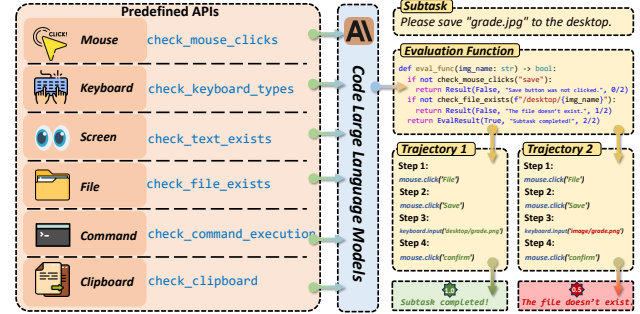 Predefined APIs
CLICK!
Mouse
check_mouse_clicks
Keyboard
check_keyboard_types
Screen
check_text_exists
File
check_file_exists
Command
check_command_execution
Clipboard
check_clipboard
A\
Code Large Language Models
Subtask
Please save "grade.jpg" to the desktop.
Evaluation Function
def eval_func(img_name: str) -> bool:
if not check_mouse_clicks("save"):
return Result(False, "Save button was not clicked.", 0/2)
if not check_file_exists(f"/desktop/{img_name}"):
return Result(False, "The file doesn't exist.", 1/2)
return EvalResult(True, "Subtask completed!", 2/2)
Trajectory 1
Step 1:
mouse.click('File')
Step 2:
mouse.click('Save')
Step 3:
keyboard.input('desktop/grade.png')
Step 4:
mouse.click('confirm')
1.0
Subtask completed!
Trajectory 2
Step 1:
mouse.click('File')
Step 2:
mouse.click('Save')
Step 3:
keyboard.input('image/grade.png')
Step 4:
mouse.click('confirm')
0.5
The file doesn't exist.